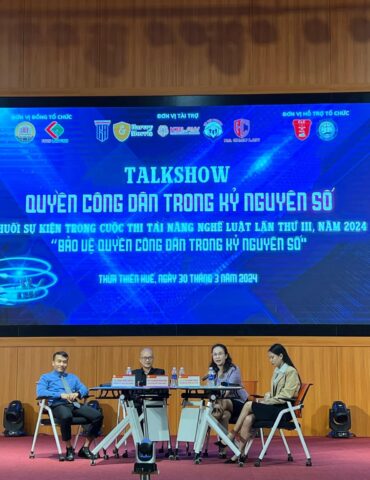 ĐƠN VỊ ĐỒNG TỔ CHỨC
ĐƠN VỊ TÀI TRỢ
ĐƠN VỊ HỖ TRỢ TỔ CHỨC
TALKSHOW
QUYỀN CÔNG DÂN TRONG KỶ NGUYÊN SỐ
HUỖI SỰ KIỆN TRONG CUỘC THI TÀI NĂNG NGHỀ LUẬT LẦN THỨ III, NĂM 2024
“BẢO VỆ QUYỀN CÔNG DÂN TRONG KỶ NGUYÊN SỐ”
THỪA THIÊN HUẾ, NGÀY 30 THÁNG 3 NĂM 2024